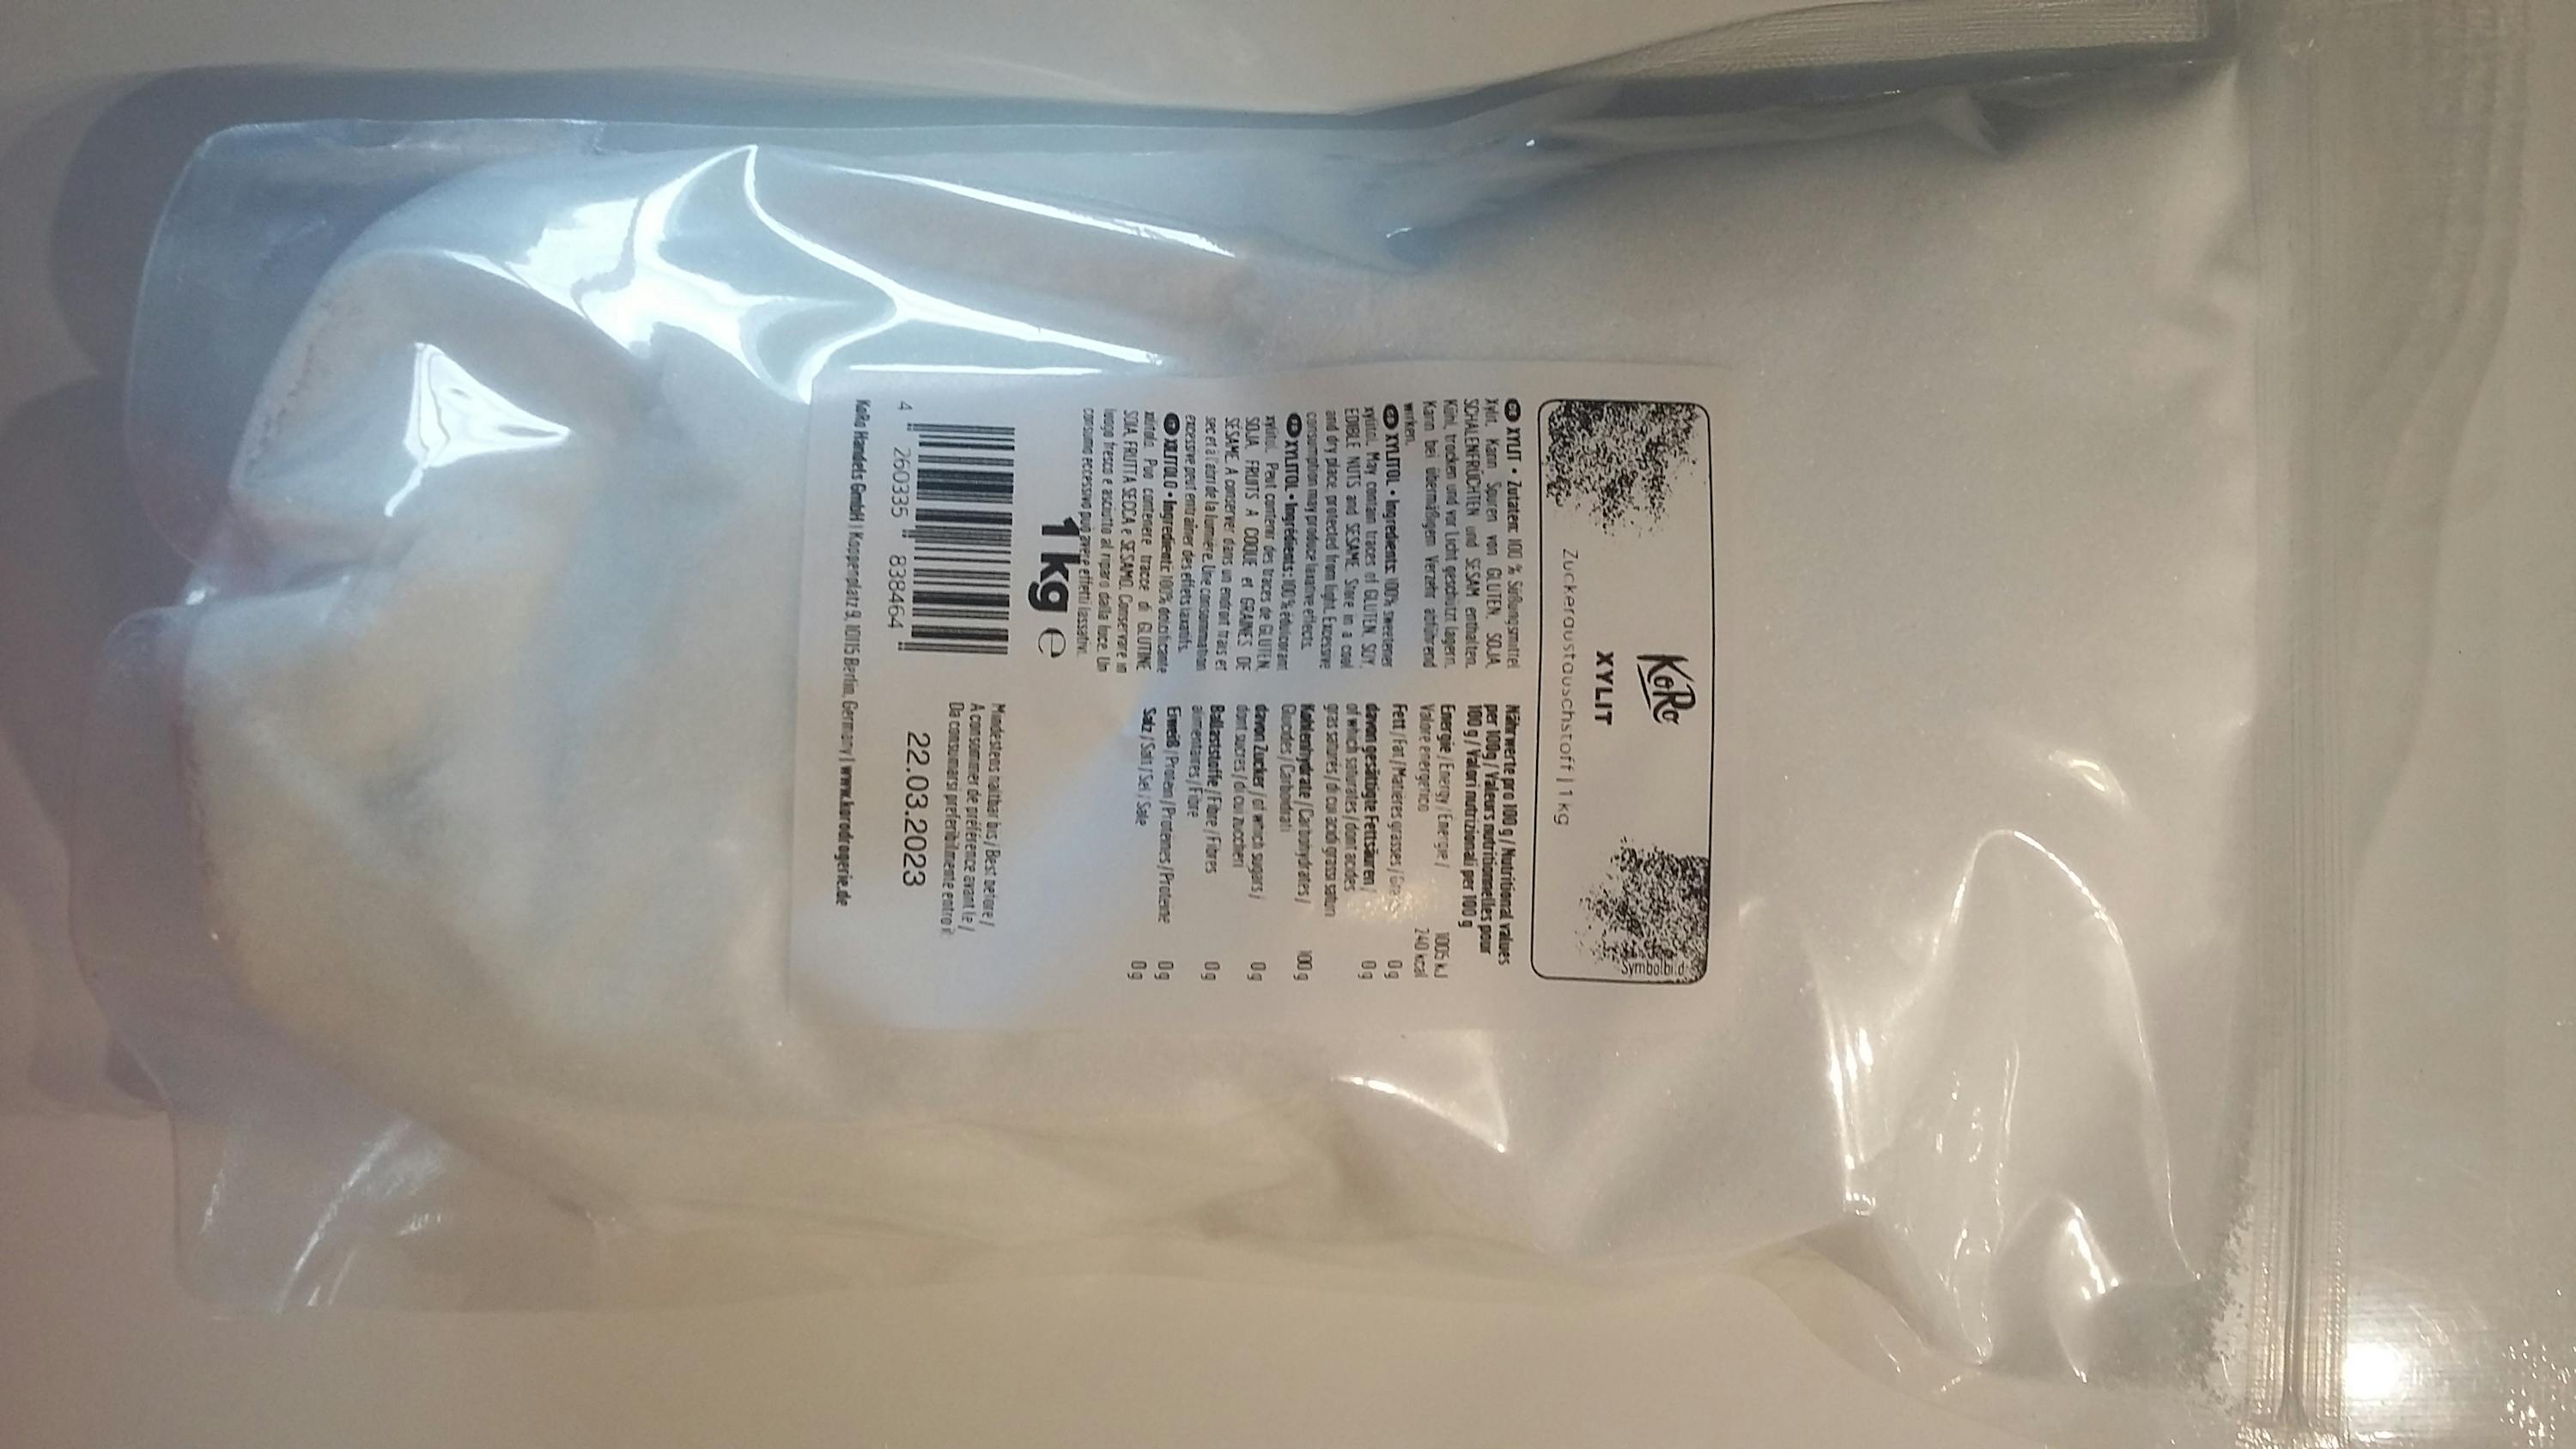 KoRo
XYLIT
Zuckeraustauschstoff | 1 kg
Symbolbild
DE XYLIT • Zutaten: 100 % Süßungsmittel
Xylit. Kann Spuren von GLUTEN, SOJA,
SCHALENFRÜCHTEN und SESAM enthalten.
Kühl, trocken und vor Licht geschützt lagern.
Kann bei übermäßigem Verzehr abführend
wirken.
GB XYLITOL • Ingredients: 100% sweetener
xylitol. May contain traces of GLUTEN, SOY,
EDIBLE NUTS and SESAME. Store in a cool
and dry place, protected from light. Excessive
consumption may produce laxative effects.
XYLITOL • Ingrédients: 100 % édulcorant
xylitol. Peut contenir des traces de GLUTEN,
SOJA, FRUITS A COQUE et GRAINES DE
SESAME. A conserver dans un endroit frais et
sec et à l'abri de la lumière. Une consommation
excessive peut entrainer des effets laxatifs.
XILITOLO • Ingredienti: 100% dolcificante
xilitolo. Può contenere tracce di GLUTINE,
SOIA, FRUTTA SECCA e SESAMO. Conservare in
luogo fresco e asciutto al riparo dalla luce. Un
consumo eccessivo può avere effetti lassativi.
1 kg e
4 260335 838464
Nährwerte pro 100 g / Nutritional values
per 100g / Valeurs nutritionnelles pour
100 g / Valori nutrizionali per 100 g
Energie / Energy / Énergie / 1005 kJ
Valore energetico 240 kcal
Fett / Fat / Matières grasses / 0 g
davon gesättigte Fettsäuren / 0 g
of which saturates / dont acides
gras saturés / di cui acidi grassi saturi
Kohlenhydrate / Carbohydrates / 100 g
Glucides / Carboidrati
davon Zucker / of which sugars / 0 g
dont sucres / di cui zuccheri
Ballaststoffe / Fibre / Fibres 0 g
alimentaires / Fibre
Eiweiß / Protein / Protéines / Proteine 0 g
Salz / Salt / Sel / Sale 0 g
Mindestens haltbar bis / Best before /
A consommer de préférence avant le /
Da consumarsi preferibilmente entro il:
22.03.2023
KoRo Handels GmbH | Koppenplatz 9, 10115 Berlin, Germany | www.korodrogerie.de